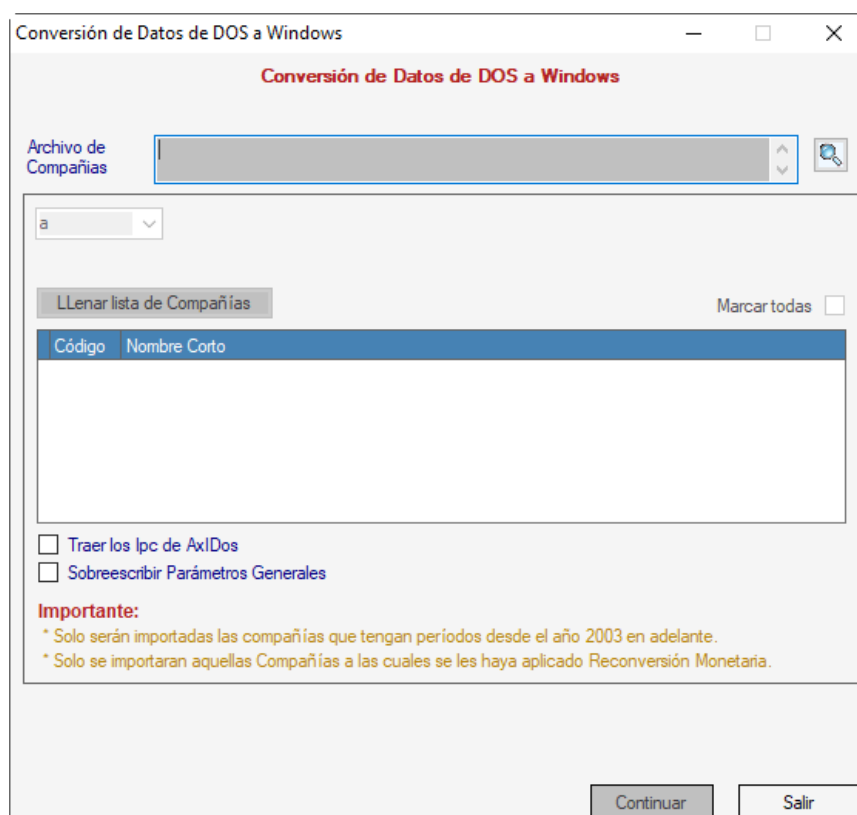 Conversión de Datos de DOS a Windows
Conversión de Datos de DOS a Windows
Archivo de
Compañias
a
LLenar lista de Compañías
Marcar todas
Código Nombre Corto
Traer los Ipc de AxIDos
Sobreescribir Parámetros Generales
Importante:
* Solo serán importadas las compañías que tengan períodos desde el año 2003 en adelante.
* Solo se importaran aquellas Compañías a las cuales se les haya aplicado Reconversión Monetaria.
Continuar Salir